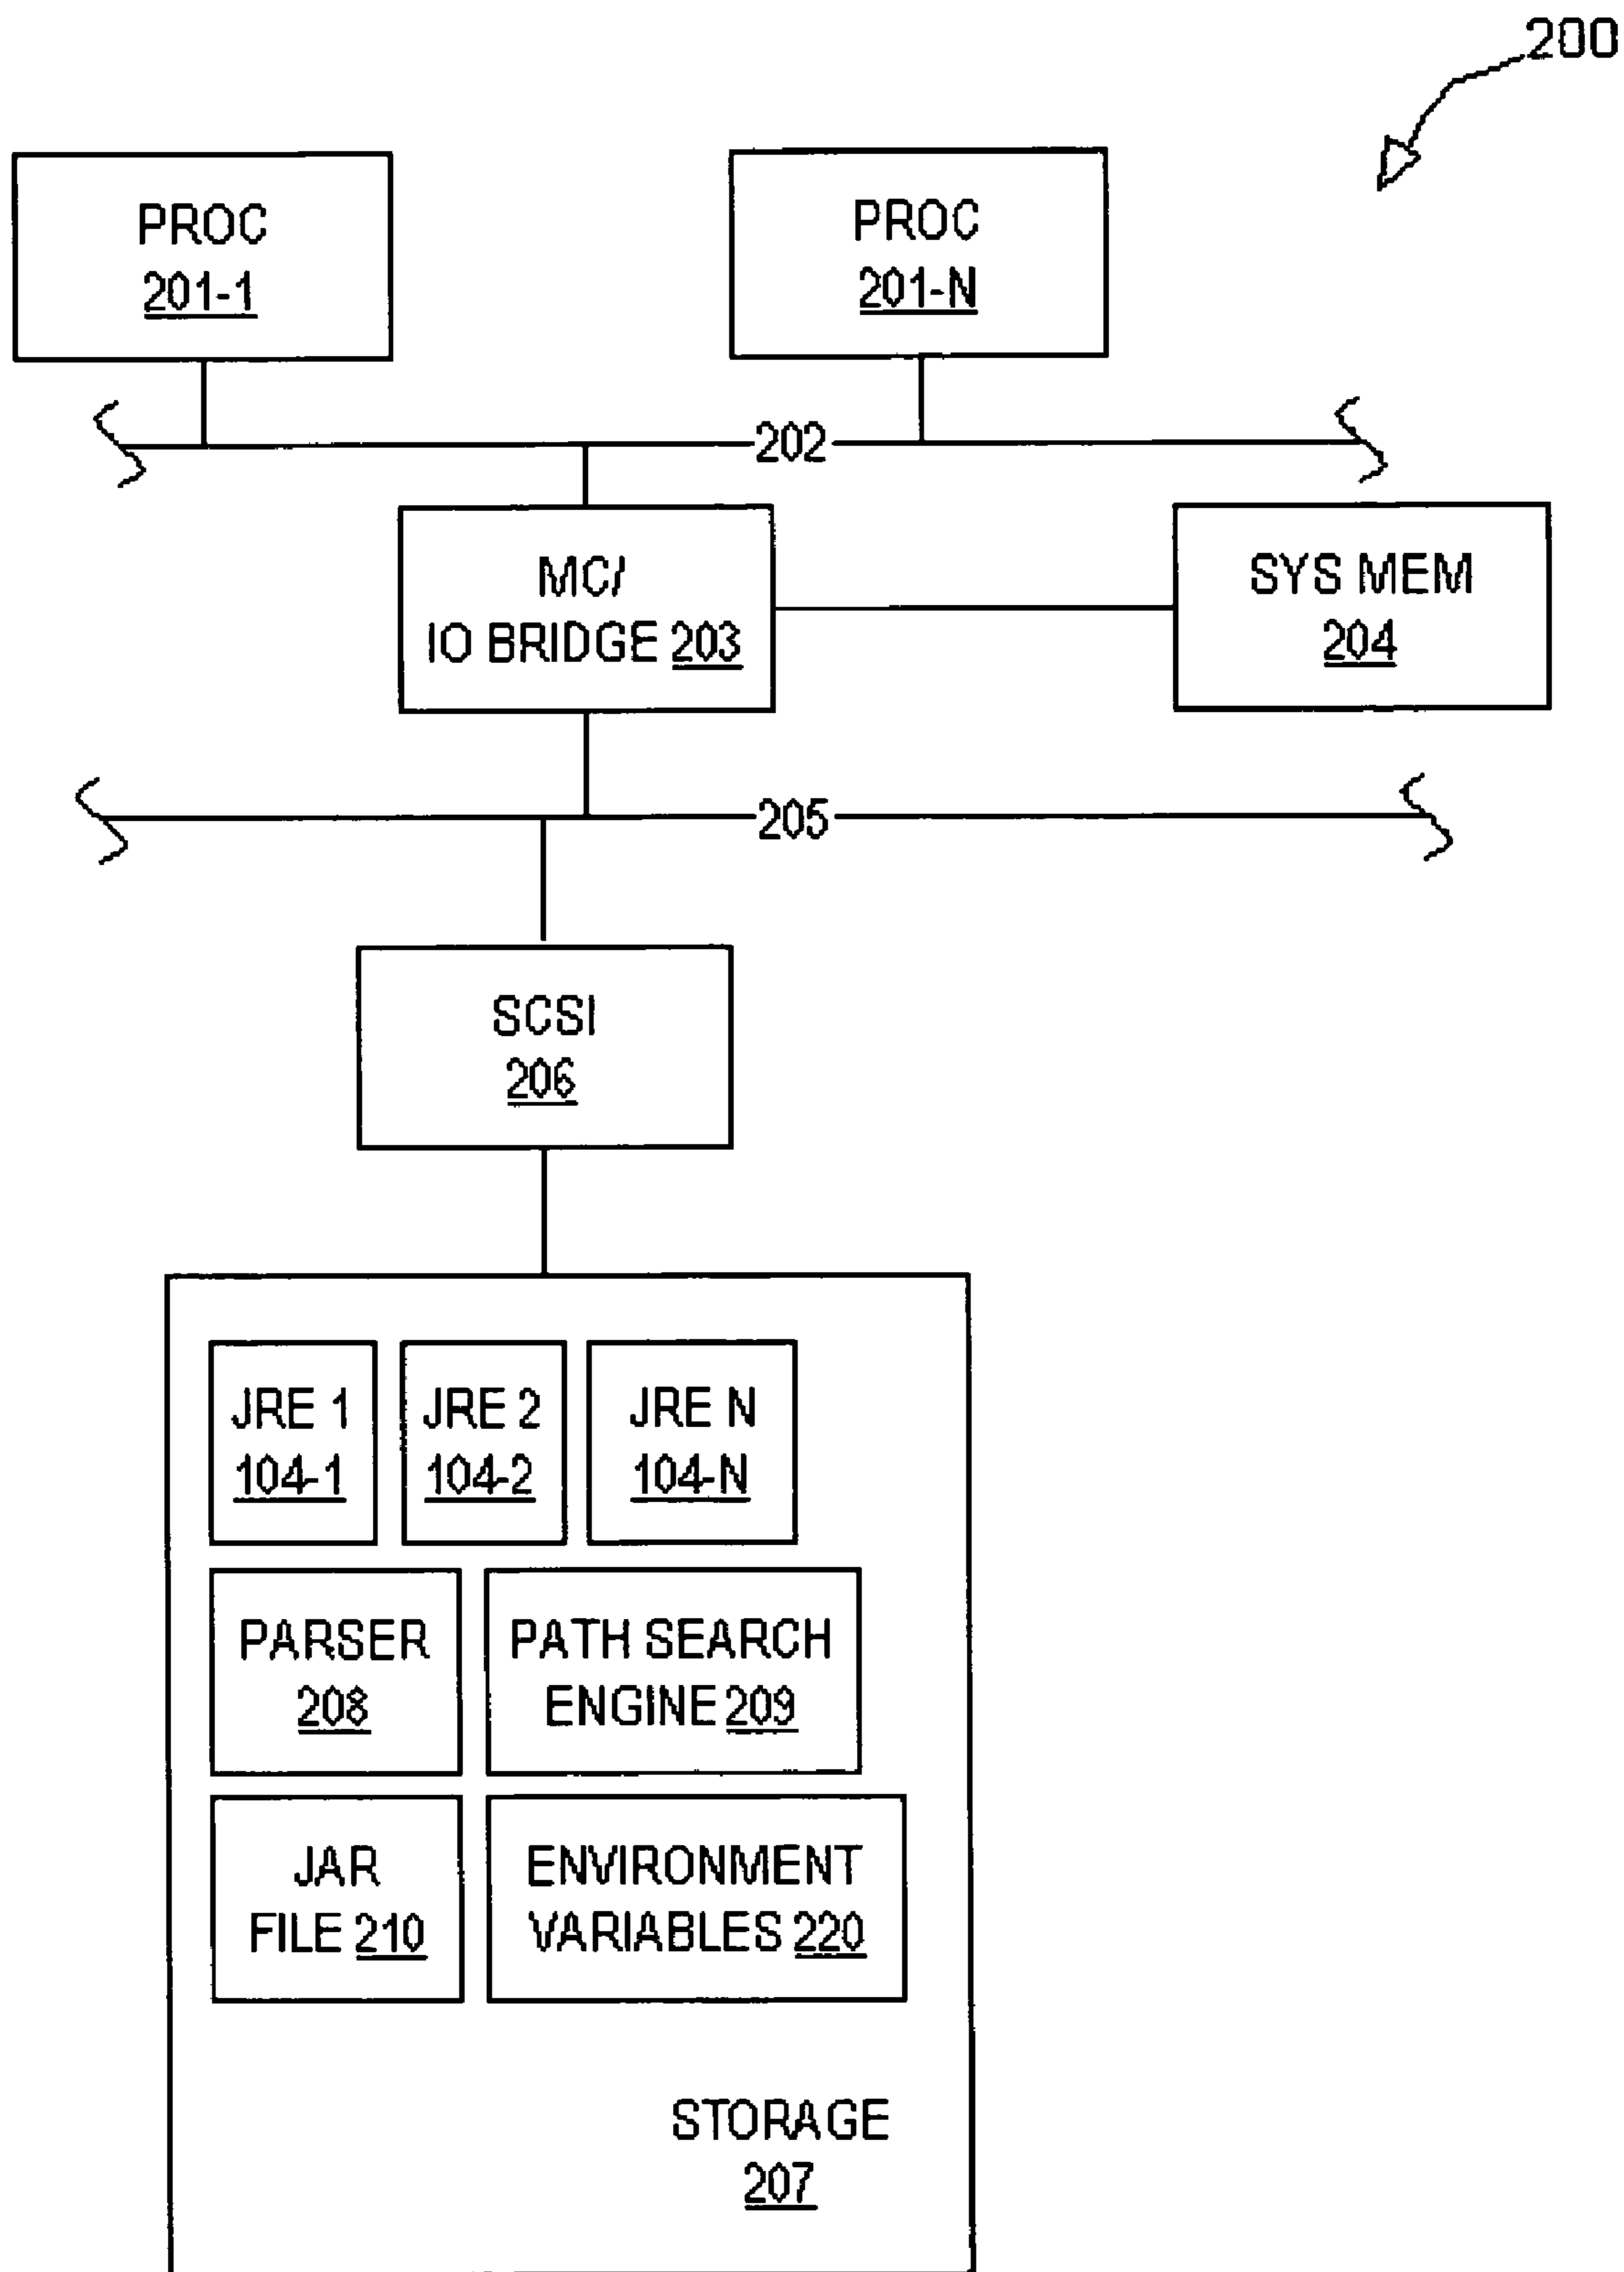 200
PROC
201-1
PROC
201-N
202
MC/
IO BRIDGE 203
SYS MEM
204
205
SCSI
206
JRE 1
104-1
JRE 2
104-2
JRE N
104-N
PARSER
208
PATH SEARCH
ENGINE 209
JAR
FILE 210
ENVIRONMENT
VARIABLES 220
STORAGE
207